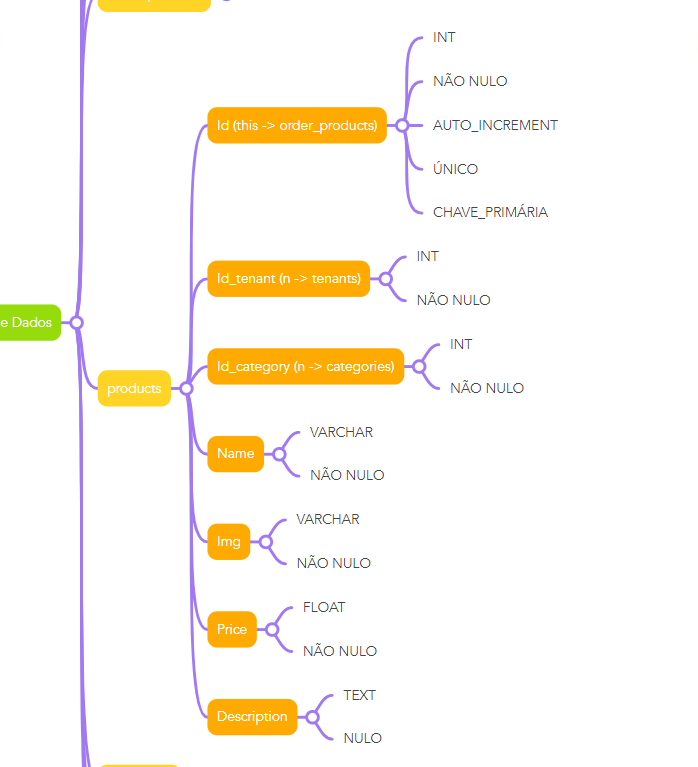 INT
NÃO NULO
Id (this -> order_products)
AUTO_INCREMENT
ÚNICO
CHAVE_PRIMÁRIA
INT
Id_tenant (n -> tenants)
NÃO NULO
e Dados
INT
Id_category (n -> categories)
products
NÃO NULO
VARCHAR
Name
NÃO NULO
VARCHAR
Img
NÃO NULO
FLOAT
Price
NÃO NULO
TEXT
Description
NULO